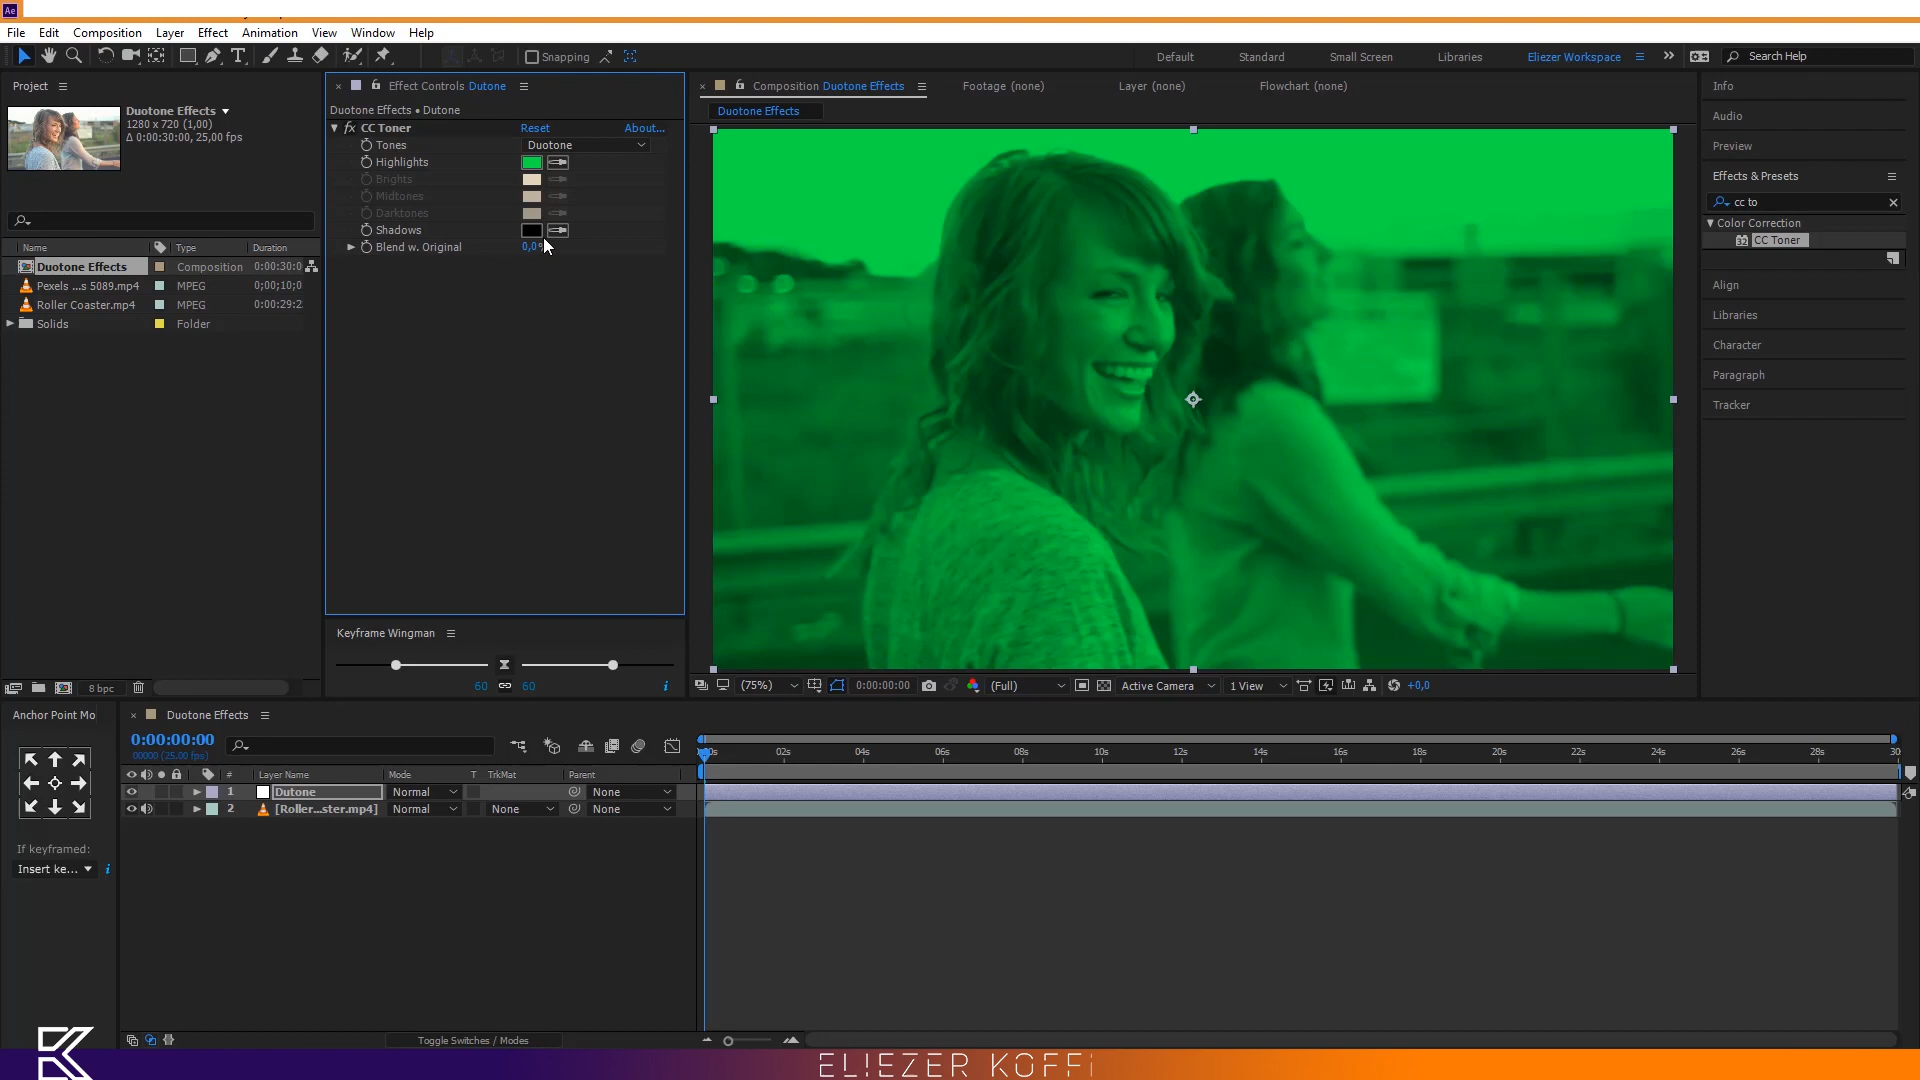 Ae
File Edit Composition Layer Effect Animation View Window Help
Snapping
Default Standard Small Screen Libraries Eliezer Workspace
Search Help
Project
Duotone Effects
1280 x 720 (1,00)
Δ 0:00:30:00, 25,00 fps
Name Type Duration
Duotone Effects Composition 0:00:30:0
Pexels ...s 5089.mp4 MPEG 0;00;10;0
Roller Coaster.mp4 MPEG 0:00:29:2
Solids Folder
8 bpc
Effect Controls Dutone
Duotone Effects • Dutone
fx CC Toner Reset About...
Tones Duotone
Highlights
Brights
Midtones
Darktones
Shadows
Blend w. Original 0,0
Keyframe Wingman
60 60
Composition Duotone Effects Footage (none) Layer (none) Flowchart (none)
Duotone Effects
(75%) 0:00:00:00 (Full) Active Camera 1 View +0,0
Info
Audio
Preview
Effects & Presets
cc to
Color Correction
32 CC Toner
Align
Libraries
Character
Paragraph
Tracker
Anchor Point Mo
If keyframed:
Insert ke...
Duotone Effects
0:00:00:00
00000 (25.00 fps)
# Layer Name Mode T TrkMat Parent
1 Dutone Normal None
2 [Roller...ster.mp4] Normal None None
02s 04s 06s 08s 10s 12s 14s 16s 18s 20s 22s 24s 26s 28s 30
Toggle Switches / Modes
EL!EZER KOFFi